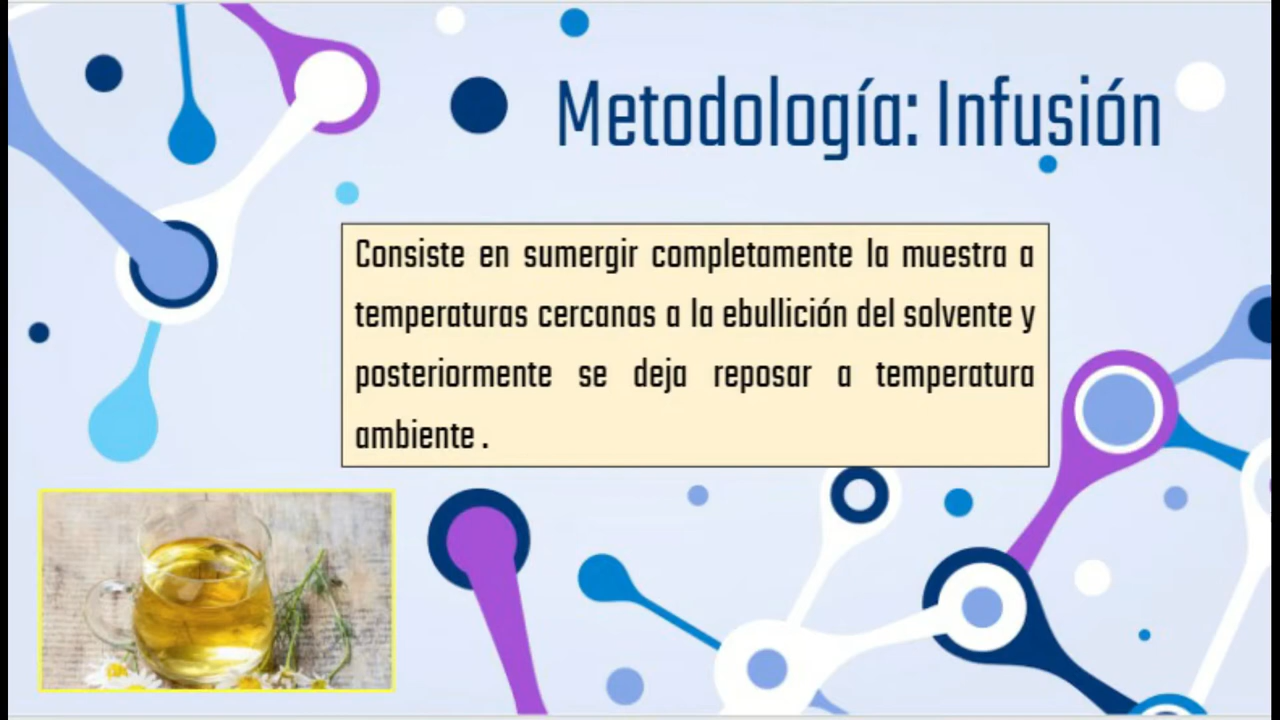 Metodología: Infusión
Consiste en sumergir completamente la muestra a
temperaturas cercanas a la ebullición del solvente y
posteriormente se deja reposar a temperatura
ambiente .